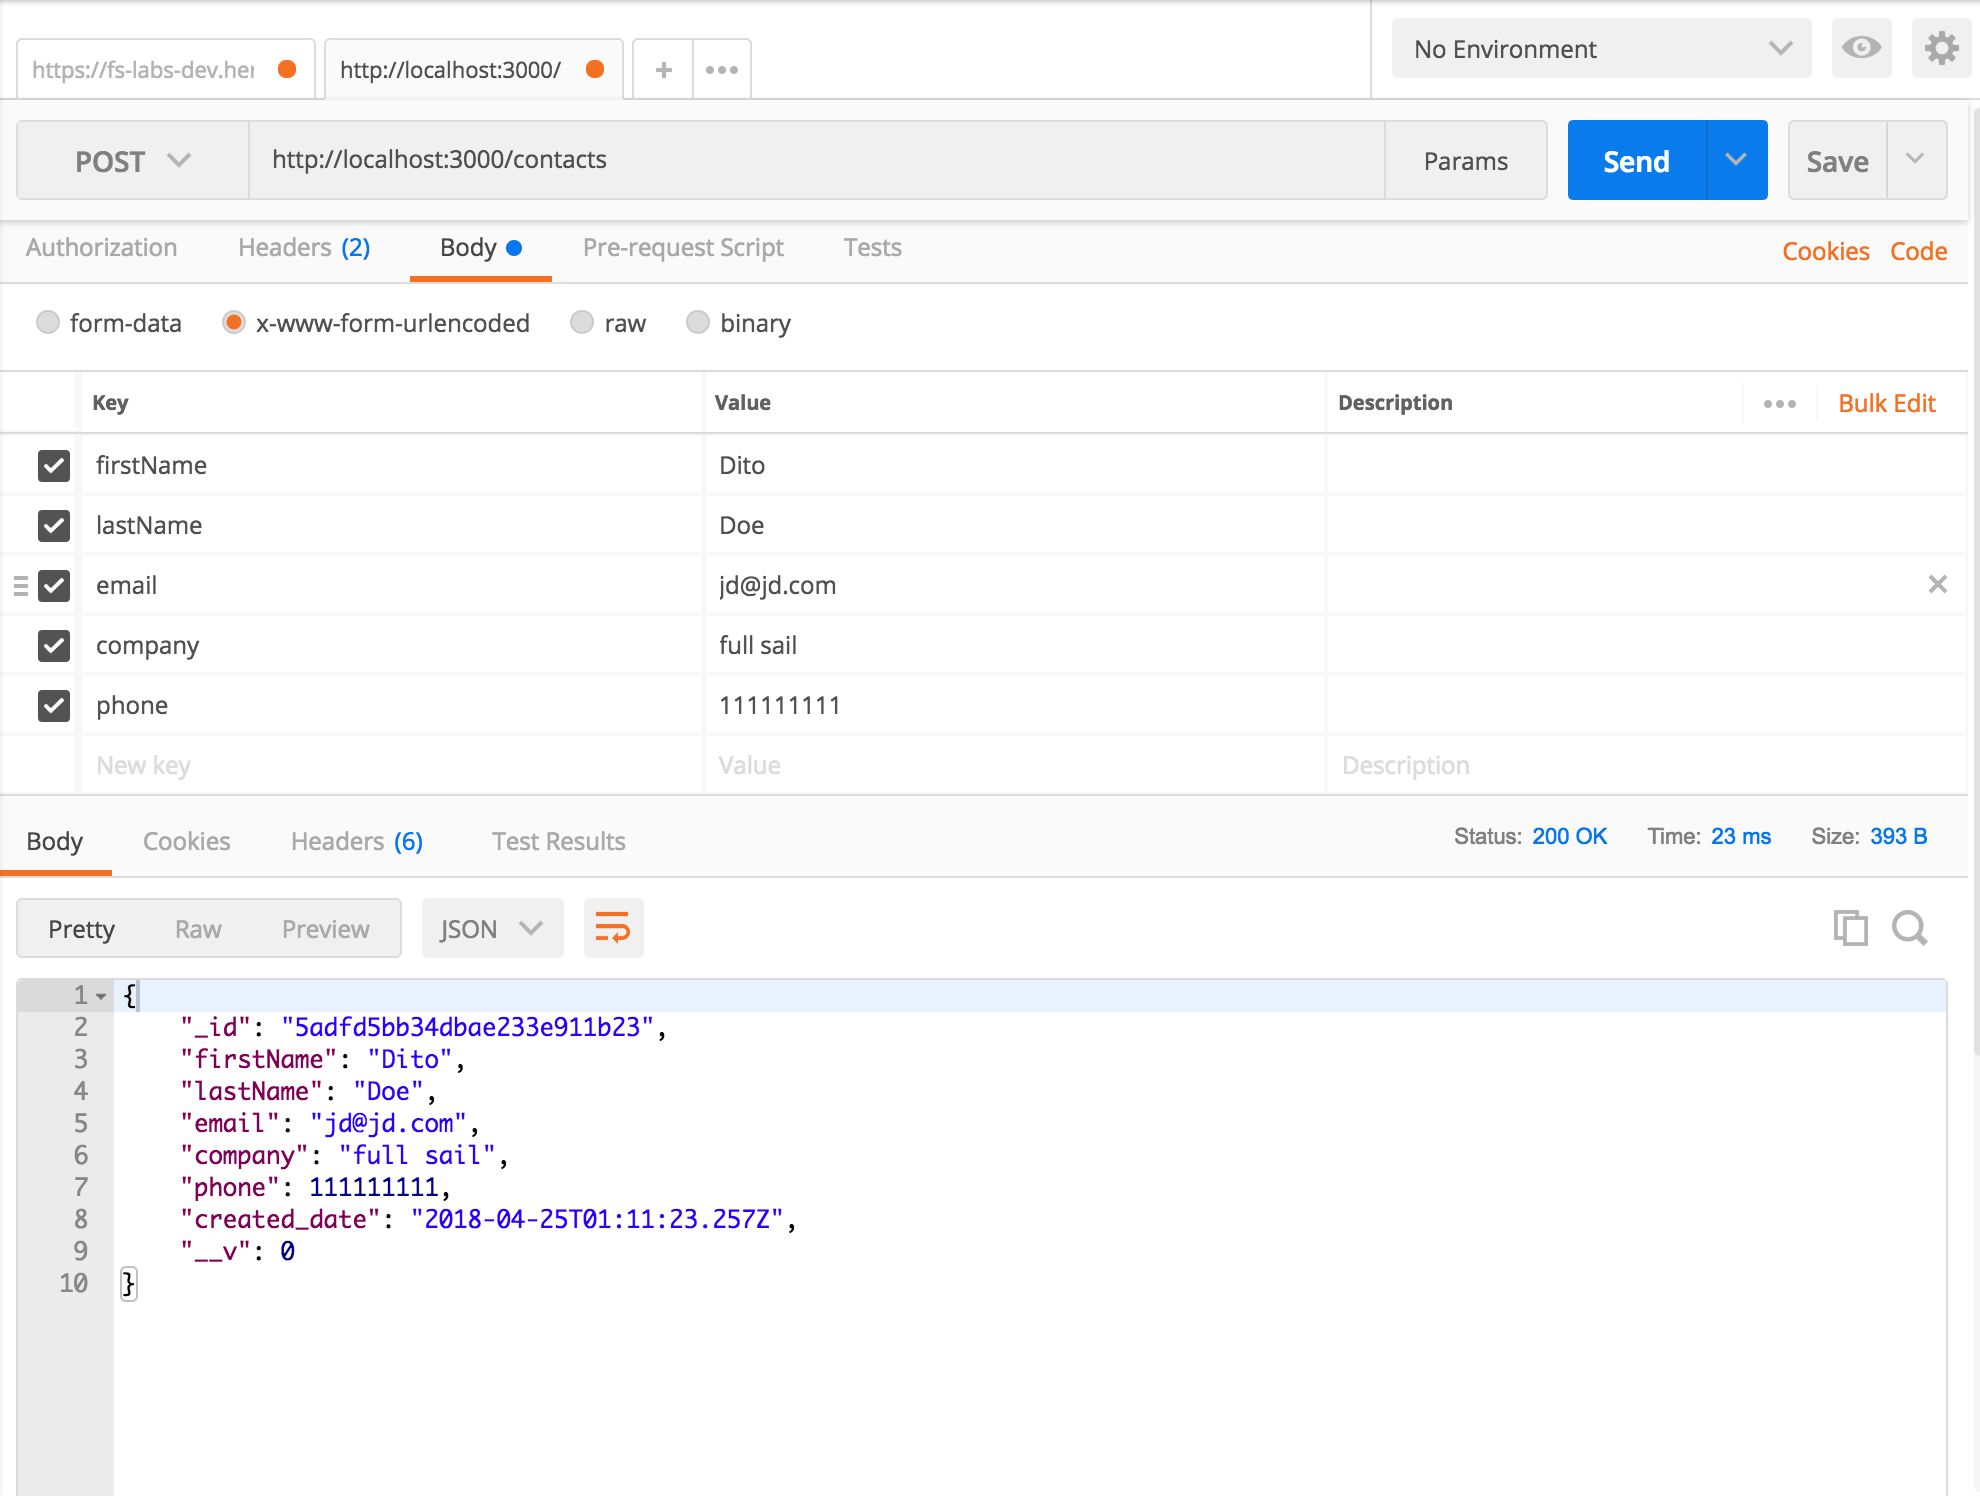 https://fs-labs-dev.her http://localhost:3000/ + ••• No Environment
POST http://localhost:3000/contacts Params Send Save
Authorization Headers (2) Body Pre-request Script Tests Cookies Code
form-data x-www-form-urlencoded raw binary
Key Value Description ••• Bulk Edit
firstName Dito
lastName Doe
email jd@jd.com
company full sail
phone 111111111
New key Value Description
Body Cookies Headers (6) Test Results Status: 200 OK Time: 23 ms Size: 393 B
Pretty Raw Preview JSON
1 {
2 "_id": "5adfd5bb34dbae233e911b23",
3 "firstName": "Dito",
4 "lastName": "Doe",
5 "email": "jd@jd.com",
6 "company": "full sail",
7 "phone": 111111111,
8 "created_date": "2018-04-25T01:11:23.257Z",
9 "__v": 0
10 }